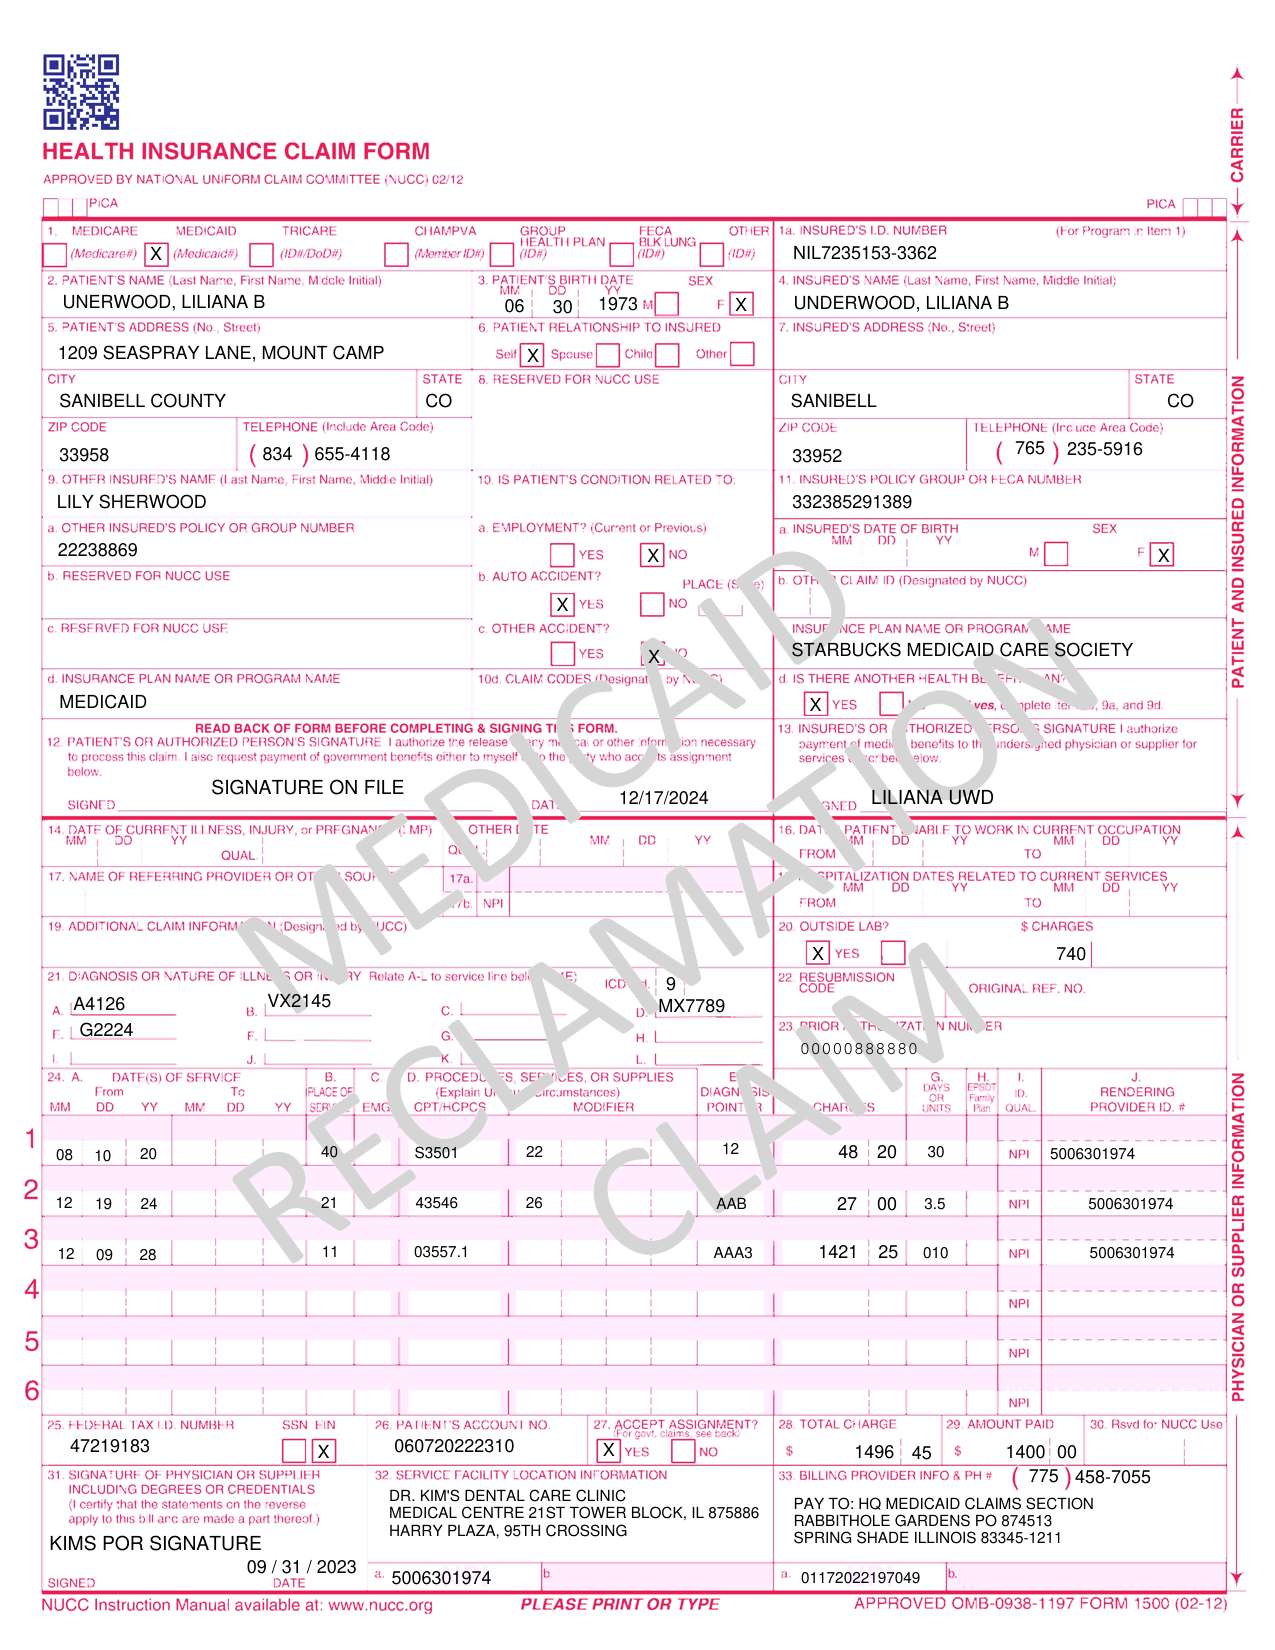 HEALTH INSURANCE CLAIM FORM
APPROVED BY NATIONAL UNIFORM CLAIM COMMITTEE (NUCC) 02/12
PICA
PICA
CARRIER
1. MEDICARE MEDICAID TRICARE CHAMPVA GROUP HEALTH PLAN FECA BLK LUNG OTHER
(Medicare#) X (Medicaid#) (ID#/DoD#) (Member ID#) (ID#) (ID#) (ID#)
1a. INSURED'S I.D. NUMBER (For Program in Item 1)
NIL7235153-3362
2. PATIENT'S NAME (Last Name, First Name, Middle Initial)
UNERWOOD, LILIANA B
3. PATIENT'S BIRTH DATE SEX
MM DD YY
06 30 1973 M F X
4. INSURED'S NAME (Last Name, First Name, Middle Initial)
UNDERWOOD, LILIANA B
5. PATIENT'S ADDRESS (No., Street)
1209 SEASPRAY LANE, MOUNT CAMP
6. PATIENT RELATIONSHIP TO INSURED
Self X Spouse Child Other
7. INSURED'S ADDRESS (No., Street)
CITY STATE
SANIBELL COUNTY CO
8. RESERVED FOR NUCC USE
CITY STATE
SANIBELL CO
ZIP CODE TELEPHONE (Include Area Code)
33958 (834) 655-4118
ZIP CODE TELEPHONE (Include Area Code)
33952 (765) 235-5916
9. OTHER INSURED'S NAME (Last Name, First Name, Middle Initial)
LILY SHERWOOD
10. IS PATIENT'S CONDITION RELATED TO:
11. INSURED'S POLICY GROUP OR FECA NUMBER
332385291389
a. OTHER INSURED'S POLICY OR GROUP NUMBER
22238869
a. EMPLOYMENT? (Current or Previous)
YES X NO
a. INSURED'S DATE OF BIRTH SEX
MM DD YY
M F X
b. RESERVED FOR NUCC USE
b. AUTO ACCIDENT? PLACE (State)
X YES NO
b. OTHER CLAIM ID (Designated by NUCC)
c. RESERVED FOR NUCC USE
c. OTHER ACCIDENT?
YES X NO
INSURANCE PLAN NAME OR PROGRAM NAME
STARBUCKS MEDICAID CARE SOCIETY
d. INSURANCE PLAN NAME OR PROGRAM NAME
MEDICAID
10d. CLAIM CODES (Designated by NUCC)
d. IS THERE ANOTHER HEALTH BENEFIT PLAN?
X YES yes, complete items 9, 9a, and 9d.
READ BACK OF FORM BEFORE COMPLETING & SIGNING THIS FORM.
12. PATIENT'S OR AUTHORIZED PERSON'S SIGNATURE I authorize the release of any medical or other information necessary
to process this claim. I also request payment of government benefits either to myself or to the party who accepts assignment
below.
SIGNATURE ON FILE
SIGNED DATE 12/17/2024
13. INSURED'S OR AUTHORIZED PERSON'S SIGNATURE I authorize
payment of medical benefits to the undersigned physician or supplier for
services described below.
SIGNED LILIANA UWD
PATIENT AND INSURED INFORMATION
14. DATE OF CURRENT ILLNESS, INJURY, or PREGNANCY (LMP)
MM DD YY
QUAL.
OTHER DATE
QUAL. MM DD YY
16. DATES PATIENT UNABLE TO WORK IN CURRENT OCCUPATION
MM DD YY MM DD YY
FROM TO
17. NAME OF REFERRING PROVIDER OR OTHER SOURCE
17a.
17b. NPI
18. HOSPITALIZATION DATES RELATED TO CURRENT SERVICES
MM DD YY MM DD YY
FROM TO
19. ADDITIONAL CLAIM INFORMATION (Designated by NUCC)
20. OUTSIDE LAB? $ CHARGES
X YES 740
21. DIAGNOSIS OR NATURE OF ILLNESS OR INJURY Relate A-L to service line below (24E)
ICD Ind. 9
A. A4126 B. VX2145 C. D. MX7789
E. G2224 F. G. H.
I. J. K. L.
22. RESUBMISSION CODE ORIGINAL REF. NO.
23. PRIOR AUTHORIZATION NUMBER
00000888880
24. A. DATE(S) OF SERVICE B. C. D. PROCEDURES, SERVICES, OR SUPPLIES E. G. H. I. J.
From To PLACE OF (Explain Unusual Circumstances) DIAGNOSIS DAYS OR UNITS EPSDT Family Plan ID. RENDERING
MM DD YY MM DD YY SERVICE EMG CPT/HCPCS MODIFIER POINTER CHARGES QUAL. PROVIDER ID. #
1 08 10 20 40 S3501 22 12 48 20 30 NPI 5006301974
2 12 19 24 21 43546 26 AAB 27 00 3.5 NPI 5006301974
3 12 09 28 11 03557.1 AAA3 1421 25 010 NPI 5006301974
4 NPI
5 NPI
6 NPI
PHYSICIAN OR SUPPLIER INFORMATION
25. FEDERAL TAX I.D. NUMBER SSN EIN
47219183 X
26. PATIENT'S ACCOUNT NO.
060720222310
27. ACCEPT ASSIGNMENT?
(For govt. claims, see back)
X YES NO
28. TOTAL CHARGE
$ 1496 45
29. AMOUNT PAID
$ 1400 00
30. Rsvd for NUCC Use
31. SIGNATURE OF PHYSICIAN OR SUPPLIER
INCLUDING DEGREES OR CREDENTIALS
(I certify that the statements on the reverse
apply to this bill and are made a part thereof.)
KIMS POR SIGNATURE
09 / 31 / 2023
SIGNED DATE
32. SERVICE FACILITY LOCATION INFORMATION
DR. KIM'S DENTAL CARE CLINIC
MEDICAL CENTRE 21ST TOWER BLOCK, IL 875886
HARRY PLAZA, 95TH CROSSING
a. 5006301974 b.
33. BILLING PROVIDER INFO & PH # (775) 458-7055
PAY TO: HQ MEDICAID CLAIMS SECTION
RABBITHOLE GARDENS PO 874513
SPRING SHADE ILLINOIS 83345-1211
a. 01172022197049 b.
NUCC Instruction Manual available at: www.nucc.org
PLEASE PRINT OR TYPE
APPROVED OMB-0938-1197 FORM 1500 (02-12)
MEDICAID
RECLAMATION
CLAIM